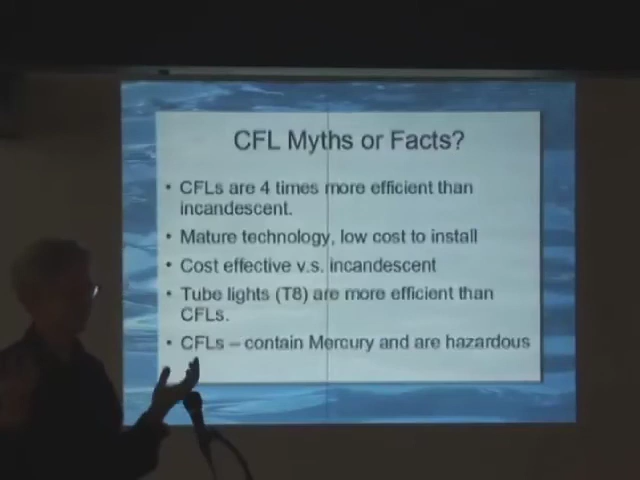 CFL Myths or Facts?
• CFLs are 4 times more efficient than
incandescent.
• Mature technology, low cost to install
• Cost effective v.s. incandescent
• Tube lights (T8) are more efficient than
CFLs.
• CFLs – contain Mercury and are hazardous